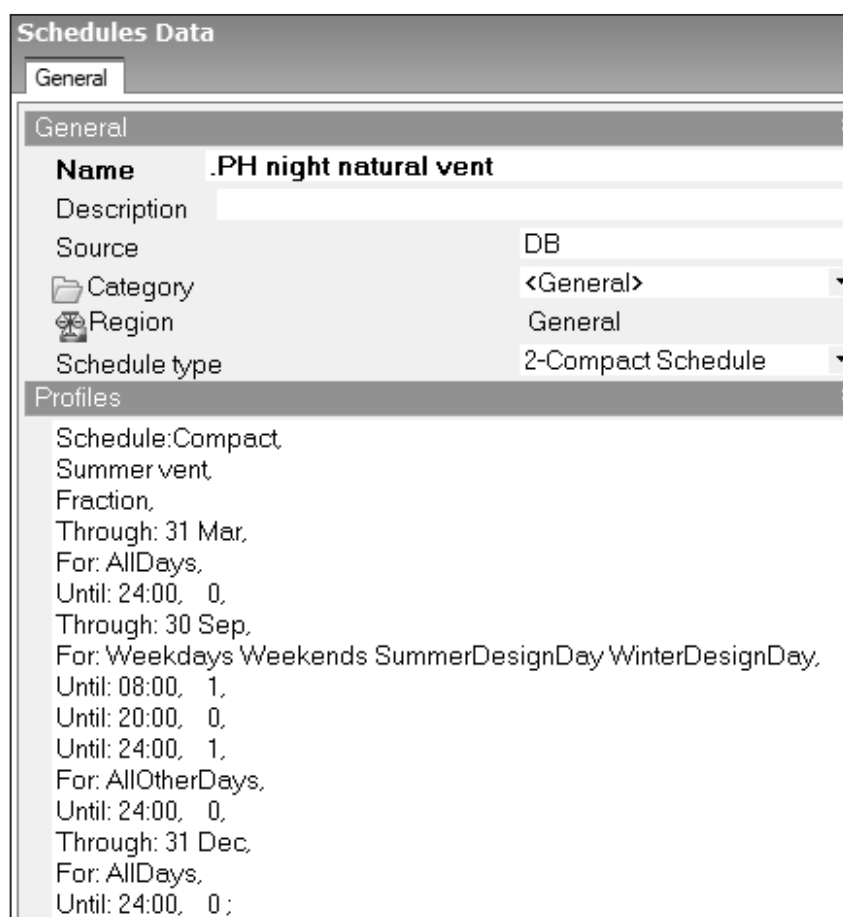 Schedules Data
General
General
Name .PH night natural vent
Description
Source DB
Category <General>
Region General
Schedule type 2-Compact Schedule
Profiles
Schedule:Compact,
Summer vent,
Fraction,
Through: 31 Mar,
For: AllDays,
Until: 24:00, 0,
Through: 30 Sep,
For: Weekdays Weekends SummerDesignDay WinterDesignDay,
Until: 08:00, 1,
Until: 20:00, 0,
Until: 24:00, 1,
For: AllOtherDays,
Until: 24:00, 0,
Through: 31 Dec,
For: AllDays,
Until: 24:00, 0 ;